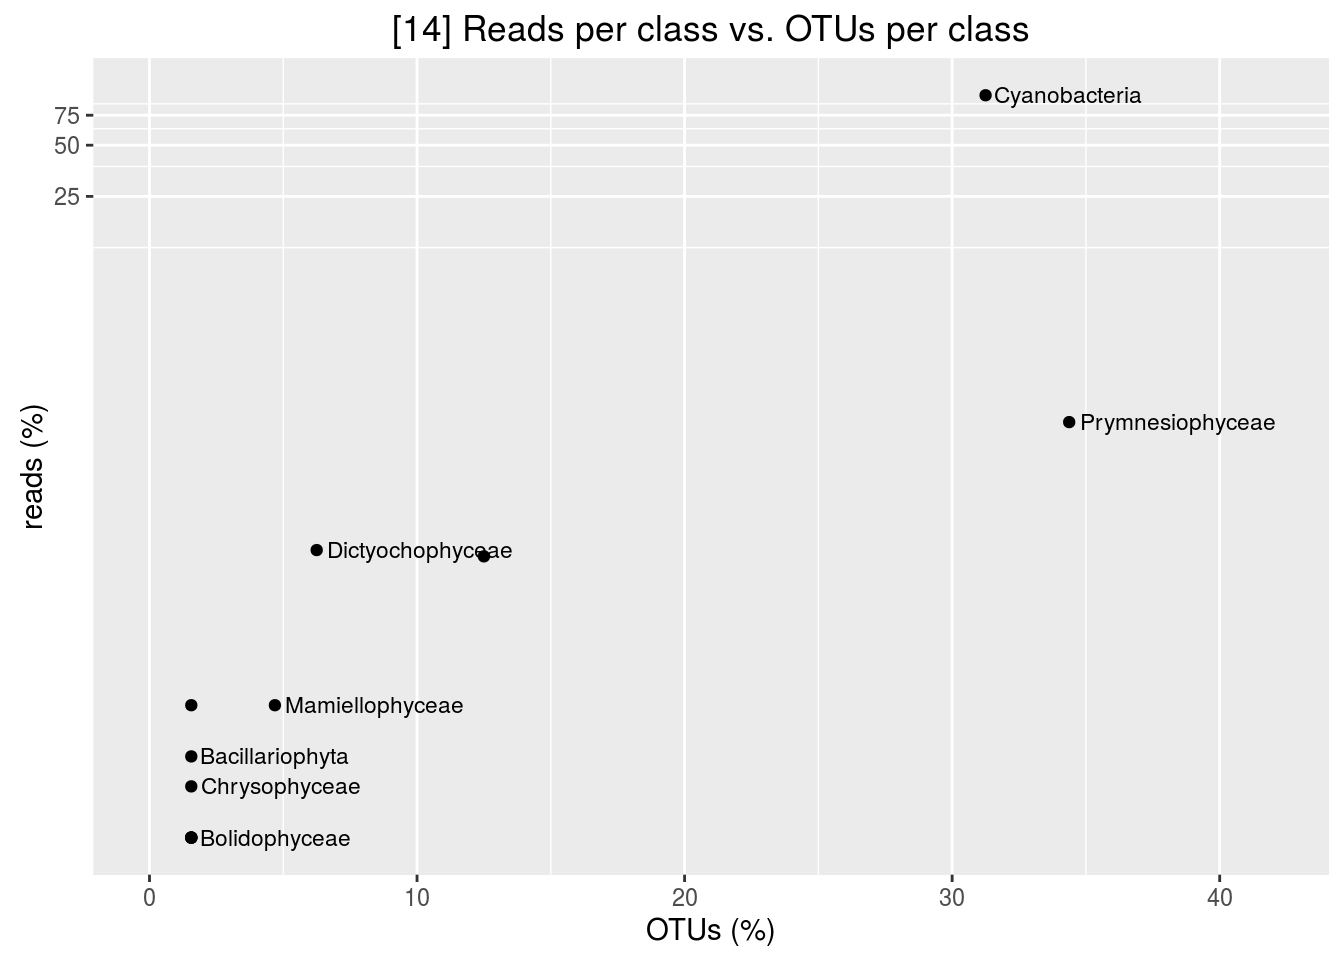 [14] Reads per class vs. OTUs per class
Cyanobacteria
75
50
25
Prymnesiophyceae
reads (%)
Dictyochophyceae
Mamiellophyceae
Bacillariophyta
Chrysophyceae
Bolidophyceae
0 10 20 30 40
OTUs (%)